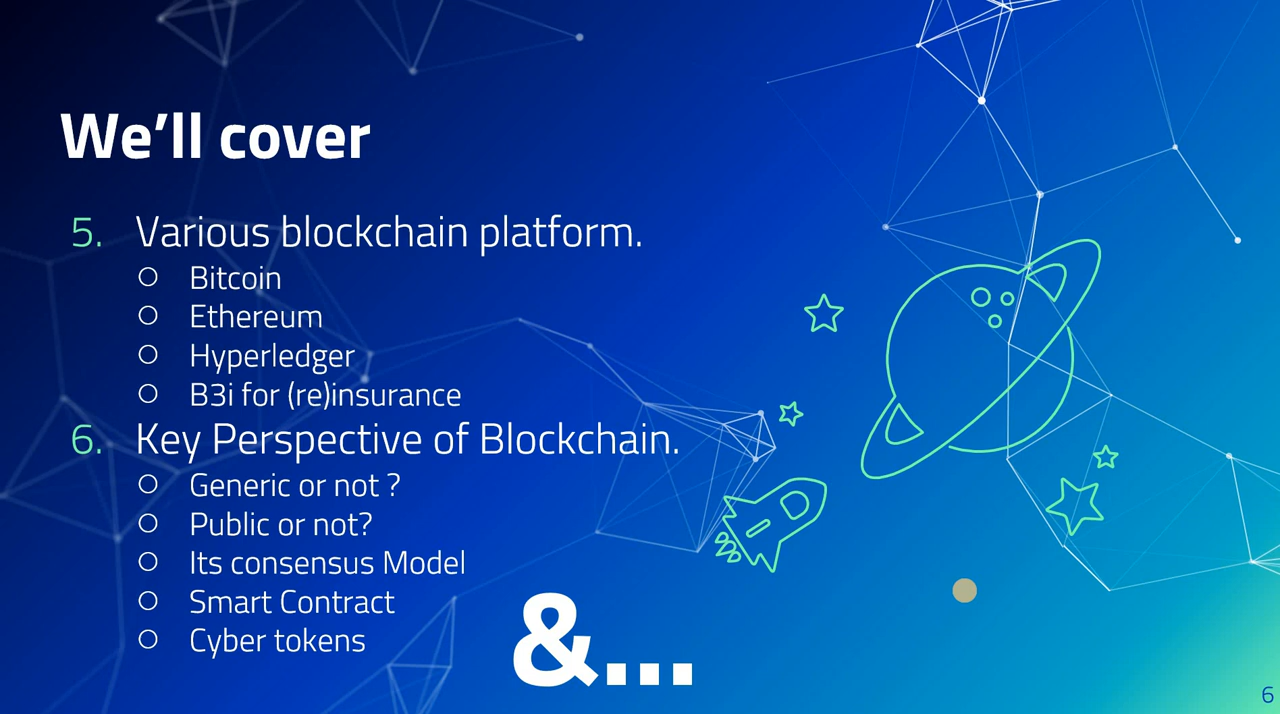 We’ll cover
5. Various blockchain platform.
○ Bitcoin
○ Ethereum
○ Hyperledger
○ B3i for (re)insurance
6. Key Perspective of Blockchain.
○ Generic or not ?
○ Public or not?
○ Its consensus Model
○ Smart Contract
○ Cyber tokens
&...
6